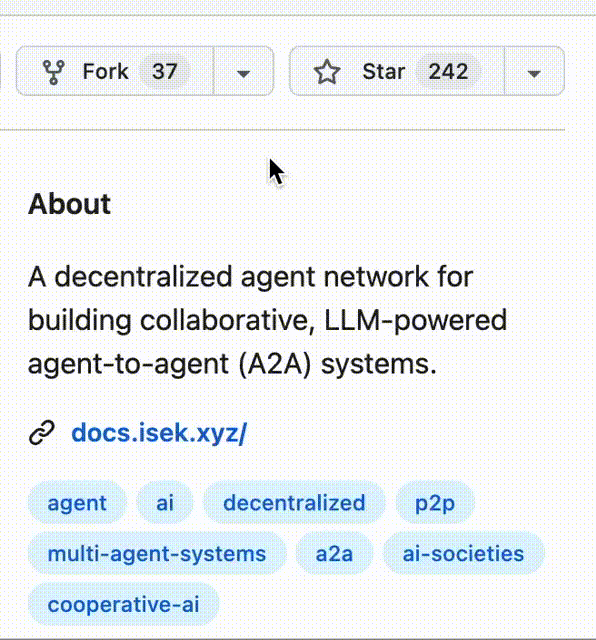 Fork 37 Star 242
About
A decentralized agent network for
building collaborative, LLM-powered
agent-to-agent (A2A) systems.
docs.isek.xyz/
agent ai decentralized p2p
multi-agent-systems a2a ai-societies
cooperative-ai